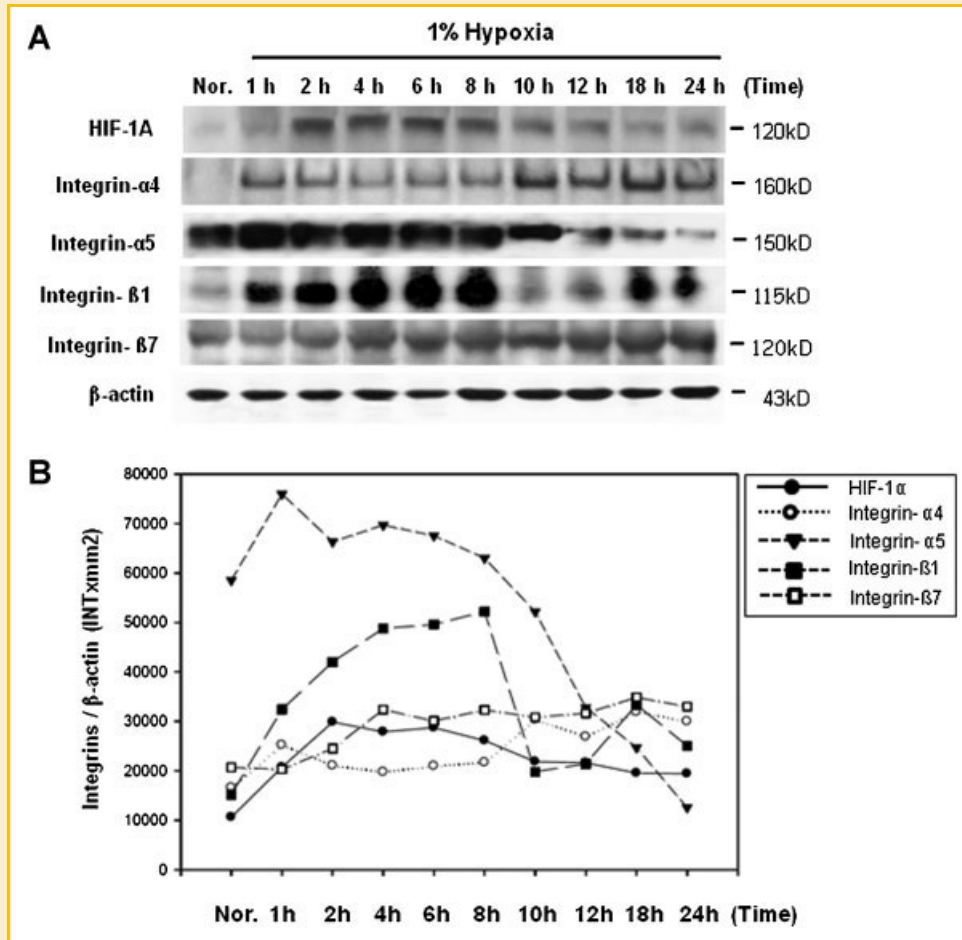 A
1% Hypoxia
Nor. 1 h 2 h 4 h 6 h 8 h 10 h 12 h 18 h 24 h (Time)
HIF-1A 120kD
Integrin-α4 160kD
Integrin-α5 150kD
Integrin- ß1 115kD
Integrin- ß7 120kD
β-actin 43kD
B
80000
70000
60000
50000
40000
30000
20000
10000
0
Integrins / β-actin (INTxmm2)
HIF-1α
Integrin- α4
Integrin- α5
Integrin-ß1
Integrin-ß7
Nor. 1h 2h 4h 6h 8h 10h 12h 18h 24h (Time)